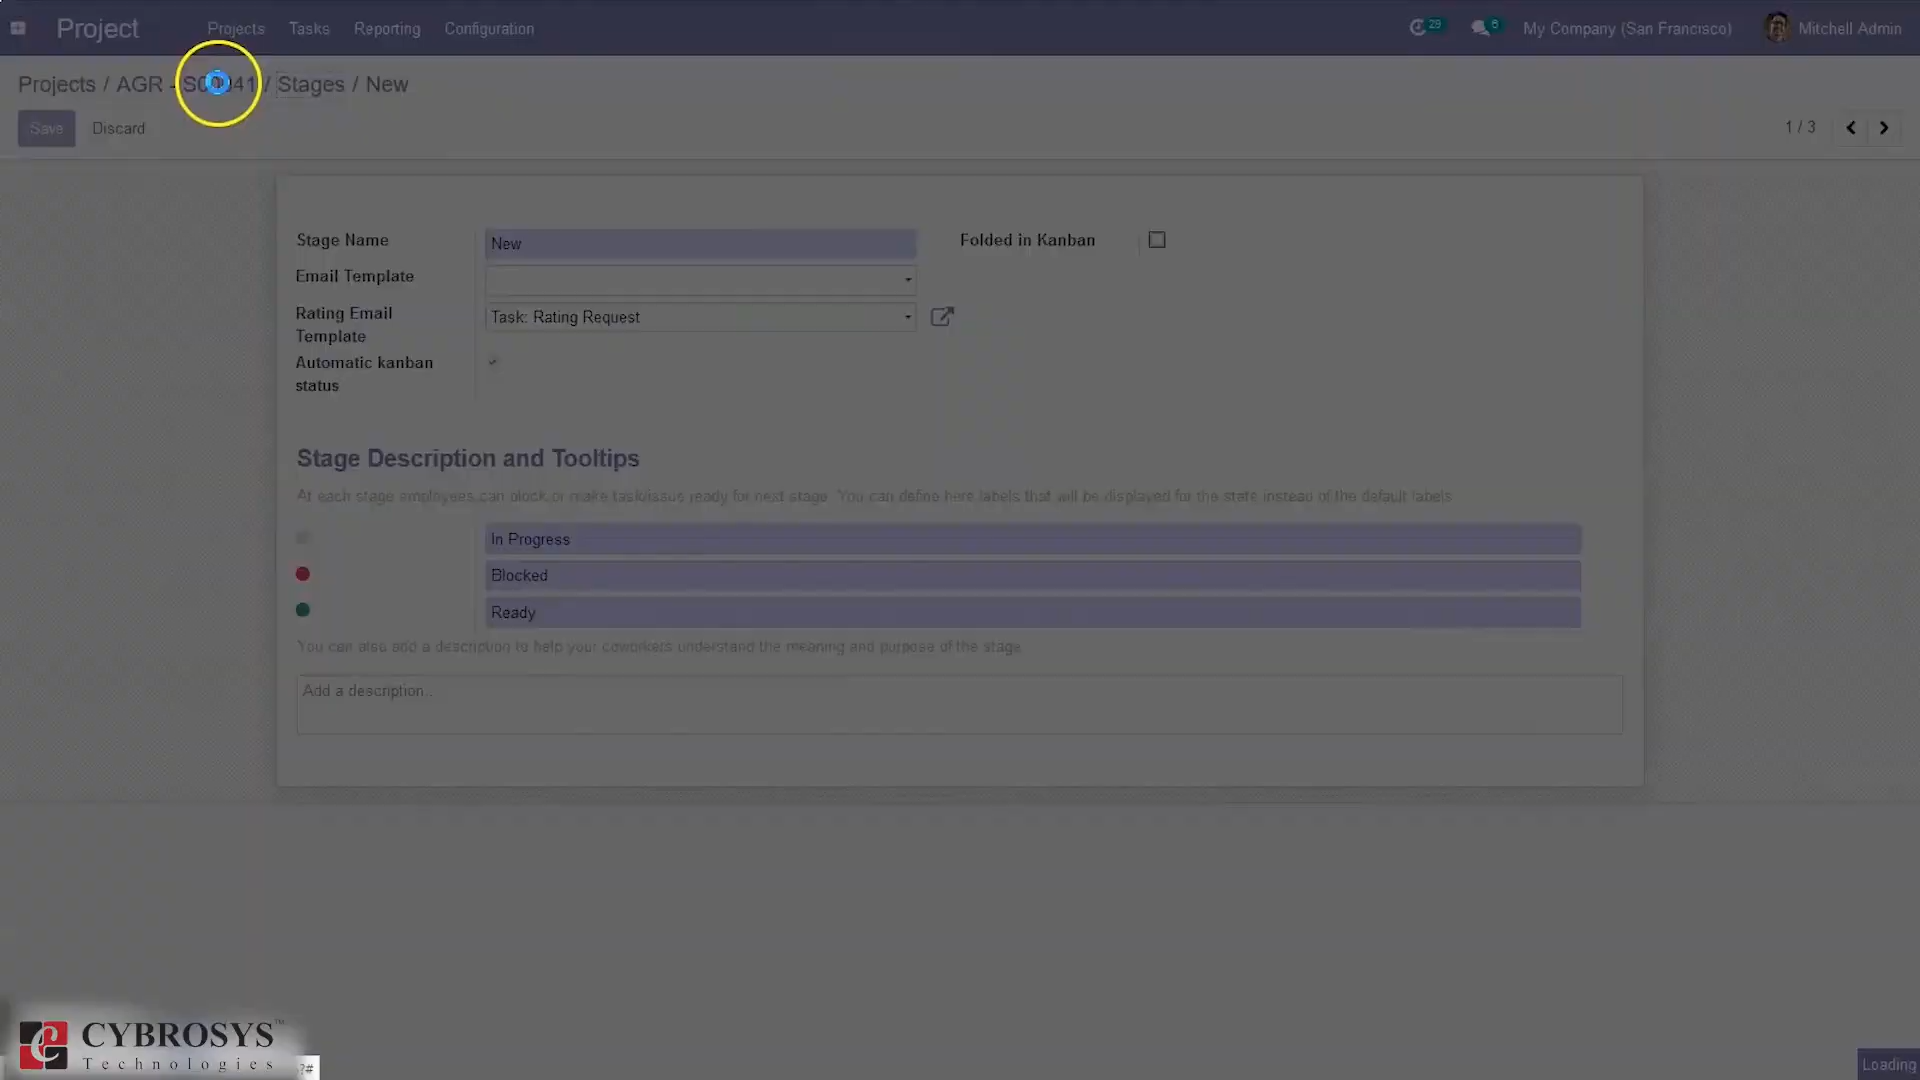 Project Projects Tasks Reporting Configuration 29 6 My Company (San Francisco) Mitchell Admin
Projects / AGR - S00041 / Stages / New
Save Discard 1 / 3
Stage Name New Folded in Kanban
Email Template
Rating Email Template Task: Rating Request
Automatic kanban status
Stage Description and Tooltips
At each stage employees can block or make task/issue ready for next stage. You can define here labels that will be displayed for the state instead of the default labels.
In Progress
Blocked
Ready
You can also add a description to help your coworkers understand the meaning and purpose of the stage.
Add a description...
CYBROSYS™
Technologies
?#
Loading